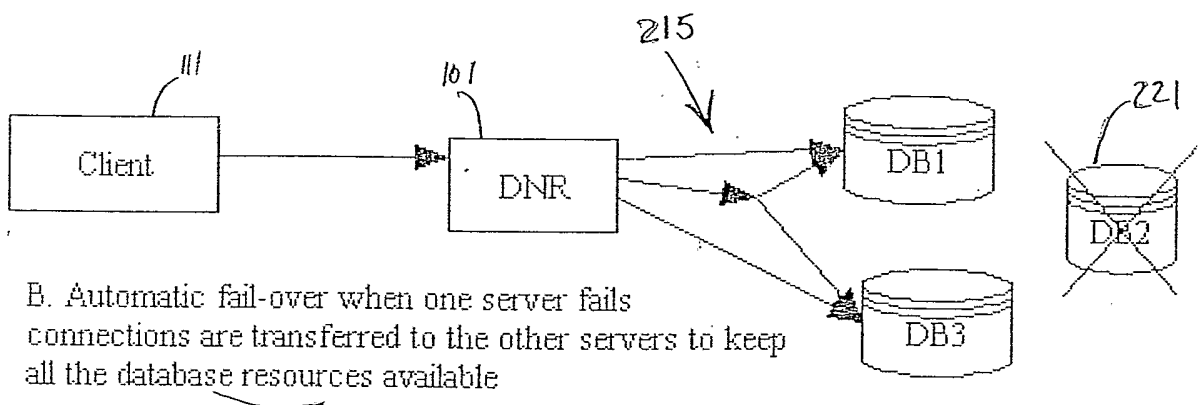 215
111
101
221
Client
DNR
DB1
DB2
DB3
B. Automatic fail-over when one server fails
connections are transferred to the other servers to keep
all the database resources available